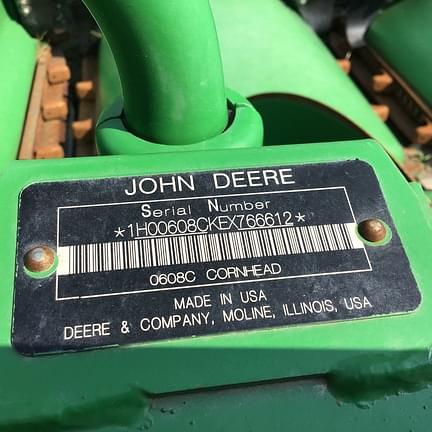 JOHN DEERE
Serial Number
*1H00608CKEX766612*
0608C CORNHEAD
MADE IN USA
DEERE & COMPANY, MOLINE, ILLINOIS, USA